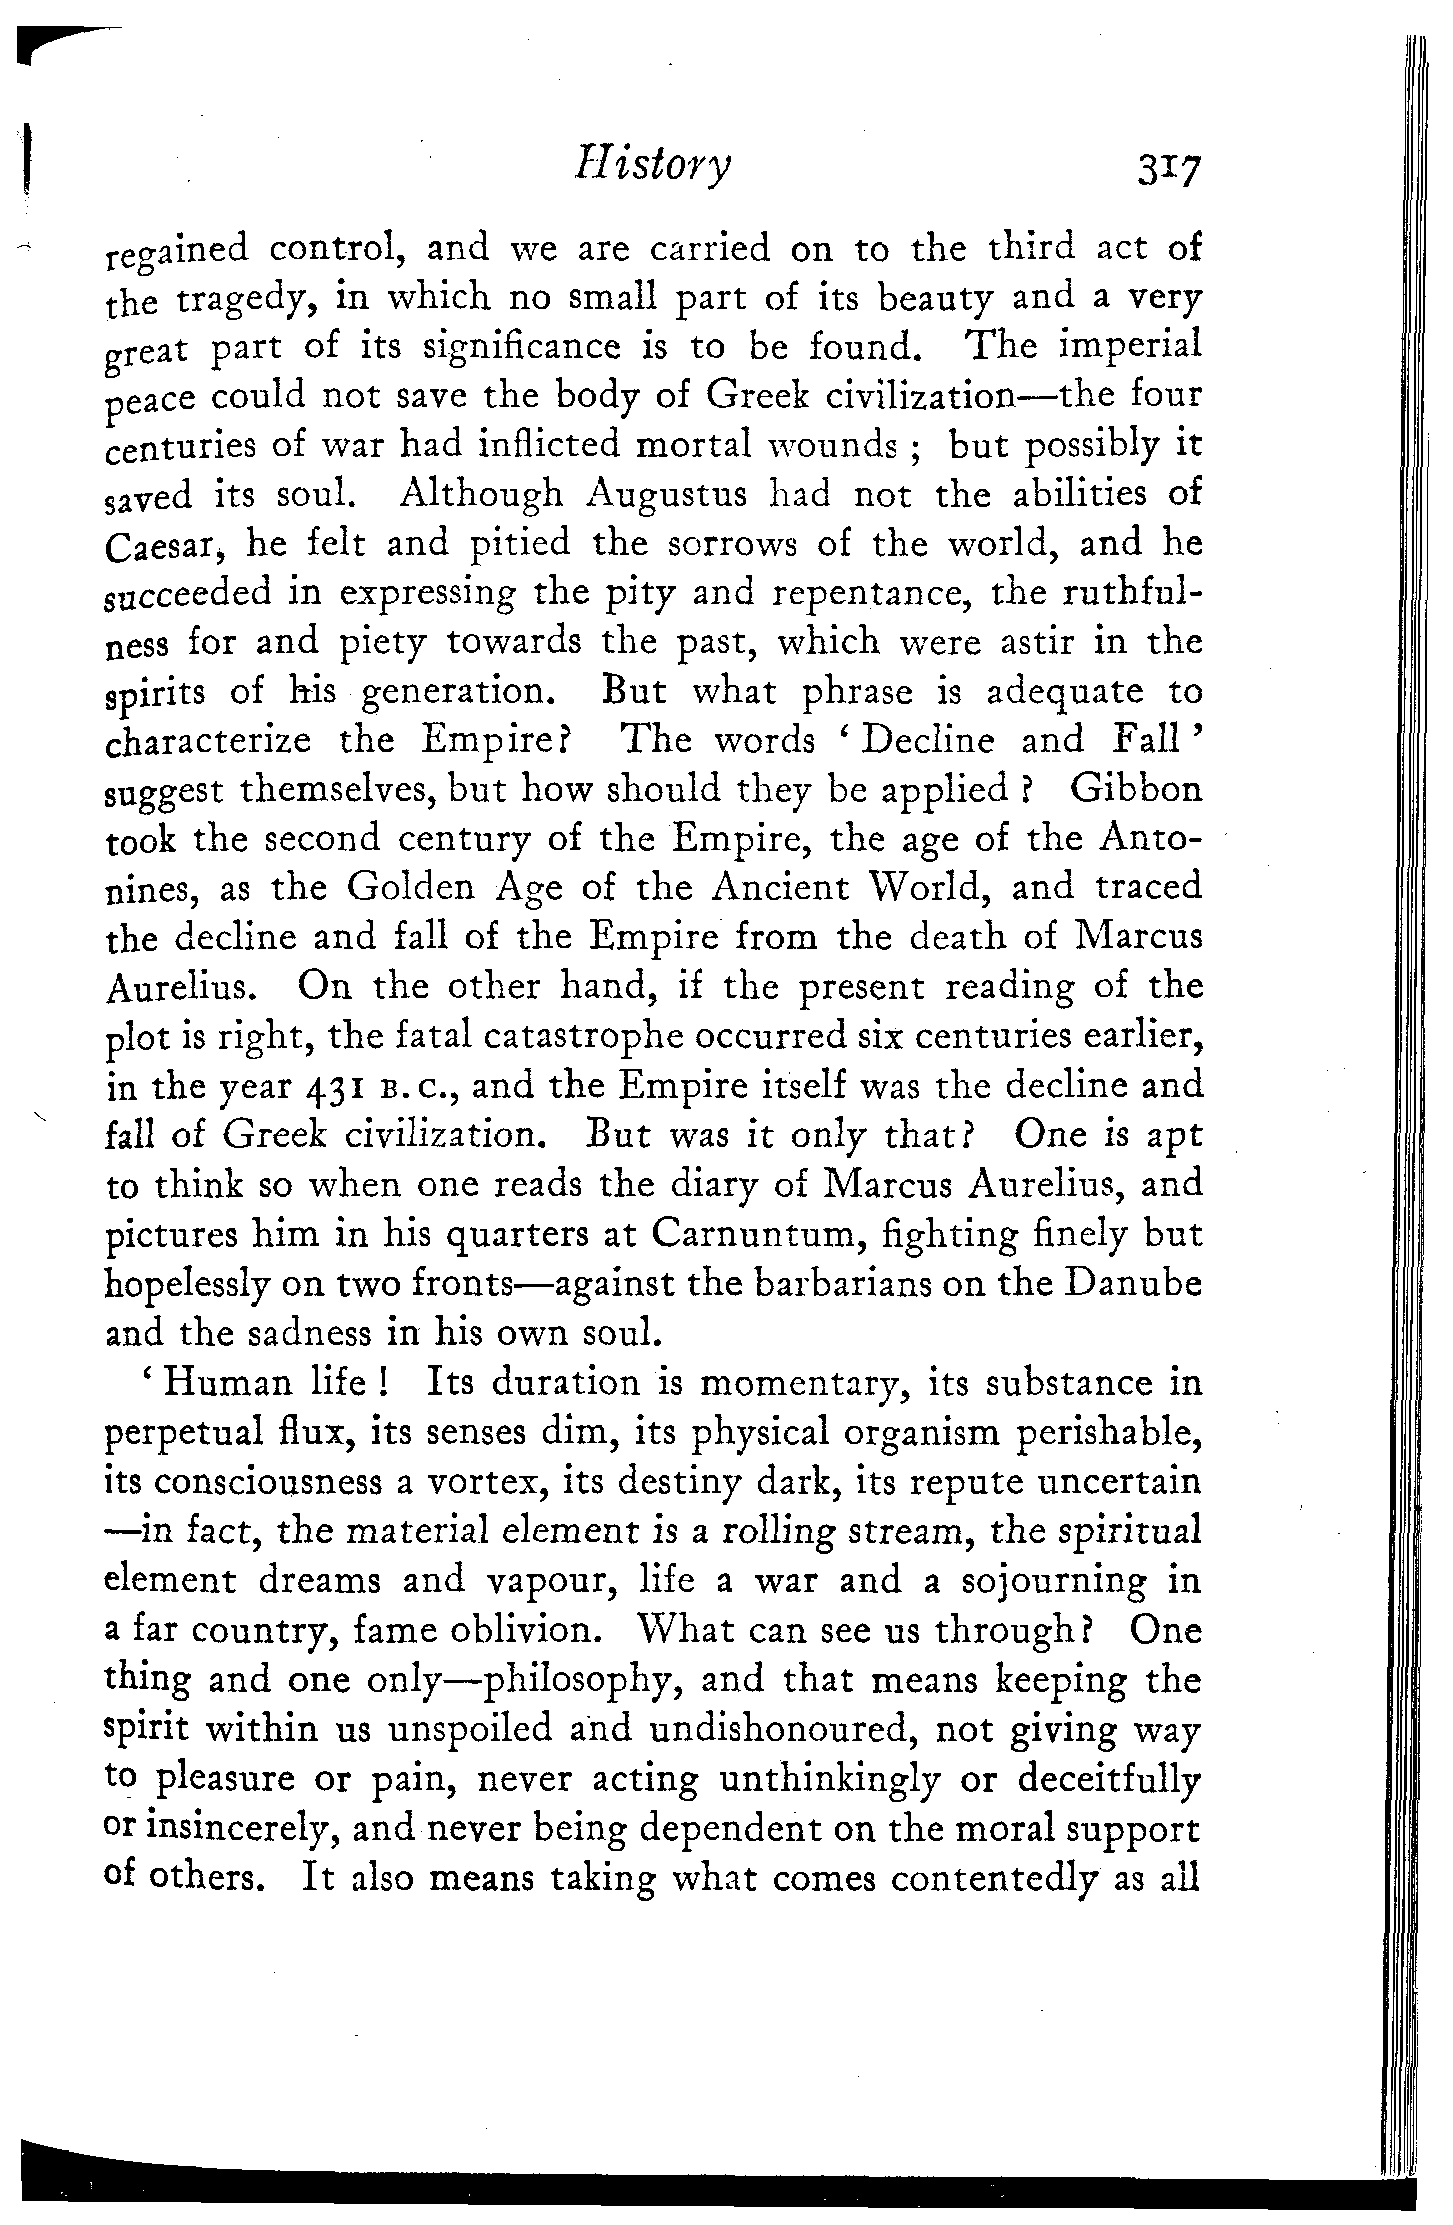 History 317
regained control, and we are carried on to the third act of
the tragedy, in which no small part of its beauty and a very
great part of its significance is to be found. The imperial
peace could not save the body of Greek civilization—the four
centuries of war had inflicted mortal wounds ; but possibly it
saved its soul. Although Augustus had not the abilities of
Caesar, he felt and pitied the sorrows of the world, and he
succeeded in expressing the pity and repentance, the ruthful-
ness for and piety towards the past, which were astir in the
spirits of his generation. But what phrase is adequate to
characterize the Empire? The words ‘ Decline and Fall ’
suggest themselves, but how should they be applied ? Gibbon
took the second century of the Empire, the age of the Anto-
nines, as the Golden Age of the Ancient World, and traced
the decline and fall of the Empire from the death of Marcus
Aurelius. On the other hand, if the present reading of the
plot is right, the fatal catastrophe occurred six centuries earlier,
in the year 431 B.C., and the Empire itself was the decline and
fall of Greek civilization. But was it only that? One is apt
to think so when one reads the diary of Marcus Aurelius, and
pictures him in his quarters at Carnuntum, fighting finely but
hopelessly on two fronts—against the barbarians on the Danube
and the sadness in his own soul.
‘ Human life ! Its duration is momentary, its substance in
perpetual flux, its senses dim, its physical organism perishable,
its consciousness a vortex, its destiny dark, its repute uncertain
—in fact, the material element is a rolling stream, the spiritual
element dreams and vapour, life a war and a sojourning in
a far country, fame oblivion. What can see us through? One
thing and one only—philosophy, and that means keeping the
spirit within us unspoiled and undishonoured, not giving way
to pleasure or pain, never acting unthinkingly or deceitfully
or insincerely, and never being dependent on the moral support
of others. It also means taking what comes contentedly as all